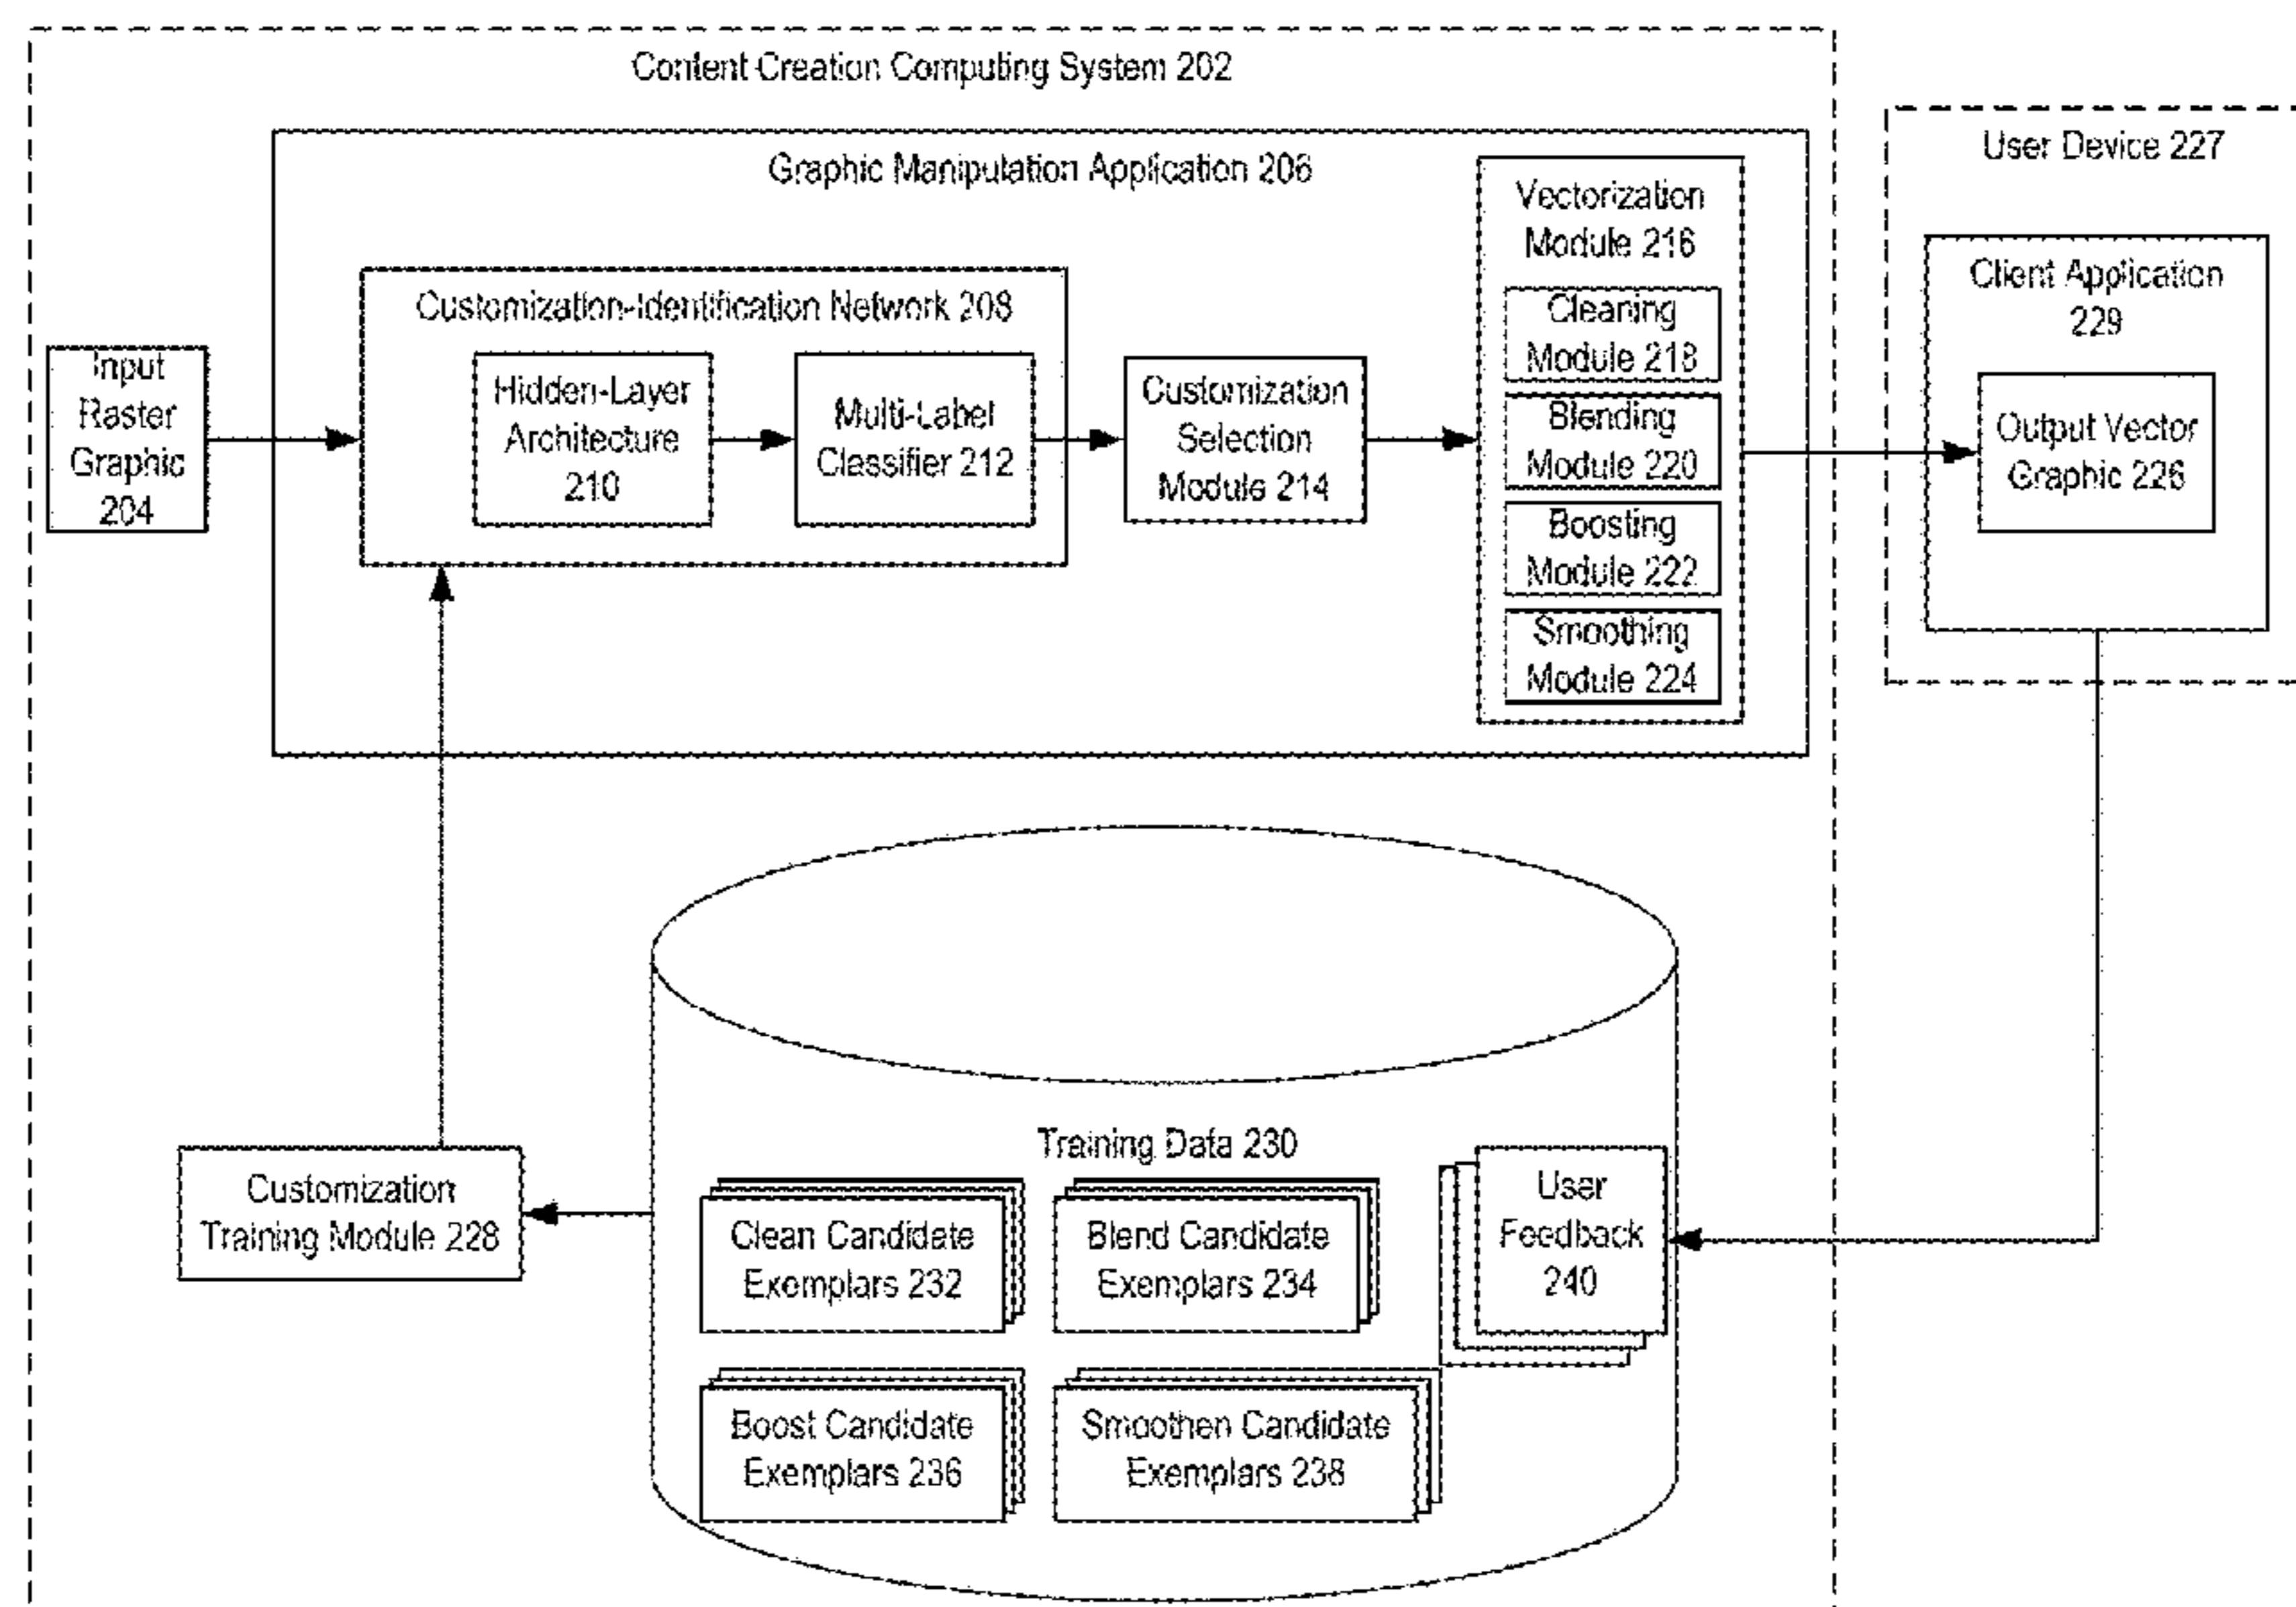 Content Creation Computing System 202
Graphic Manipulation Application 206
Customization-Identification Network 208
Input
Raster
Graphic
204
Hidden-Layer
Architecture
210
Multi-Label
Classifier 212
Customization
Selection
Module 214
Vectorization
Module 216
Cleaning
Module 218
Blending
Module 220
Boosting
Module 222
Smoothing
Module 224
User Device 227
Client Application
229
Output Vector
Graphic 226
Customization
Training Module 228
Training Data 230
Clean Candidate
Exemplars 232
Blend Candidate
Exemplars 234
User
Feedback
240
Boost Candidate
Exemplars 236
Smoothen Candidate
Exemplars 238